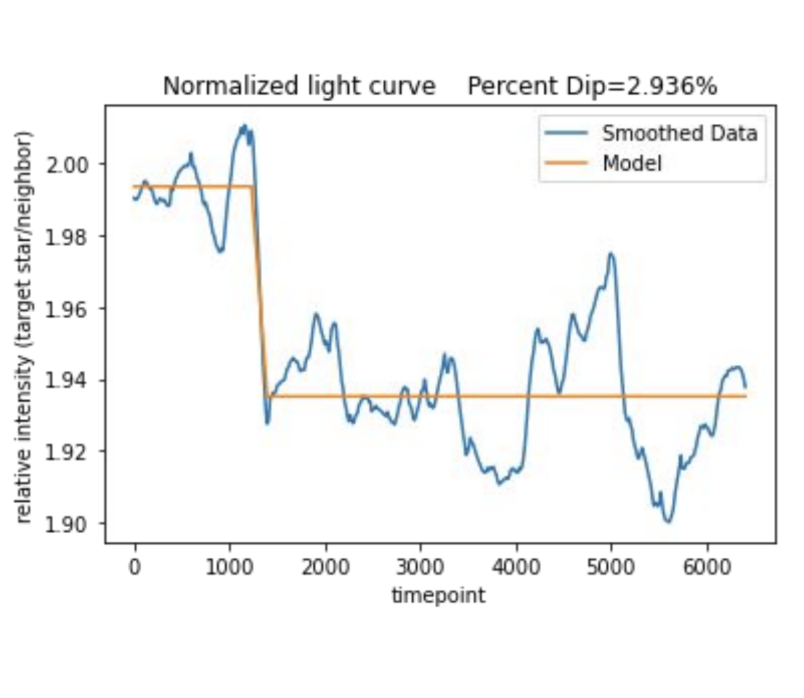 Normalized light curve    Percent Dip=2.936%
Smoothed Data
Model
relative intensity (target star/neighbor)
2.00
1.98
1.96
1.94
1.92
1.90
0 1000 2000 3000 4000 5000 6000
timepoint